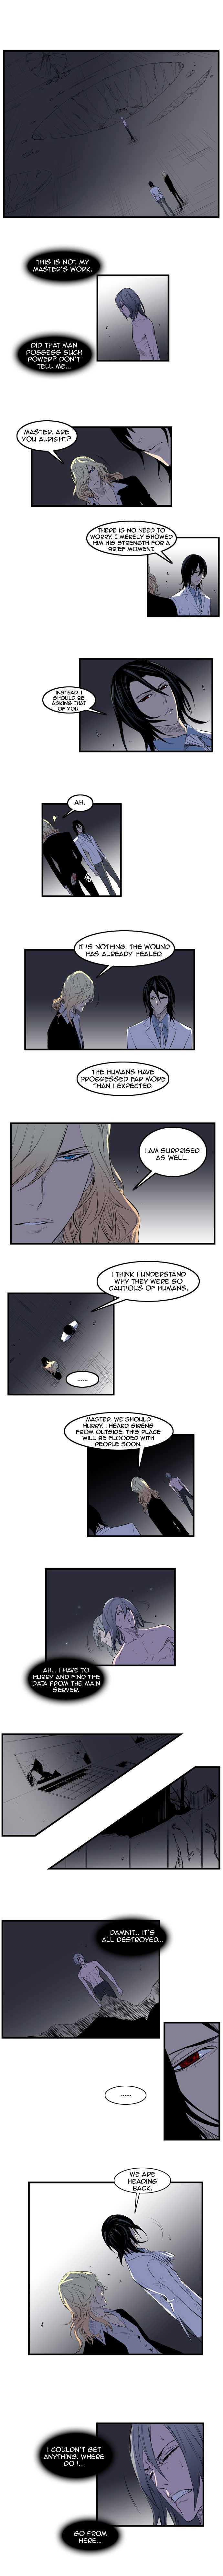 THIS IS NOT MY
MASTER'S WORK.
DID THAT MAN
POSSESS SUCH
POWER? DON'T
TELL ME...
MASTER, ARE
YOU ALRIGHT?
THERE IS NO NEED TO
WORRY. I MERELY SHOWED
HIM HIS STRENGTH FOR A
BRIEF MOMENT.
INSTEAD, I
SHOULD BE
ASKING THAT
OF YOU.
AH.
IT IS NOTHING. THE WOUND
HAS ALREADY HEALED.
THE HUMANS HAVE
PROGRESSED FAR MORE
THAN I EXPECTED.
I AM SURPRISED
AS WELL.
I THINK I UNDERSTAND
WHY THEY WERE SO
CAUTIOUS OF HUMANS.
......
MASTER. WE SHOULD
HURRY. I HEARD SIRENS
FROM OUTSIDE. THIS PLACE
WILL BE FLOODED WITH
PEOPLE SOON.
AH... I HAVE TO
HURRY AND FIND THE
DATA FROM THE MAIN
SERVER.
DAMNIT... IT'S
ALL DESTROYED...
......
WE ARE
HEADING
BACK.
I COULDN'T GET
ANYTHING. WHERE
DO I...
GO FROM
HERE...